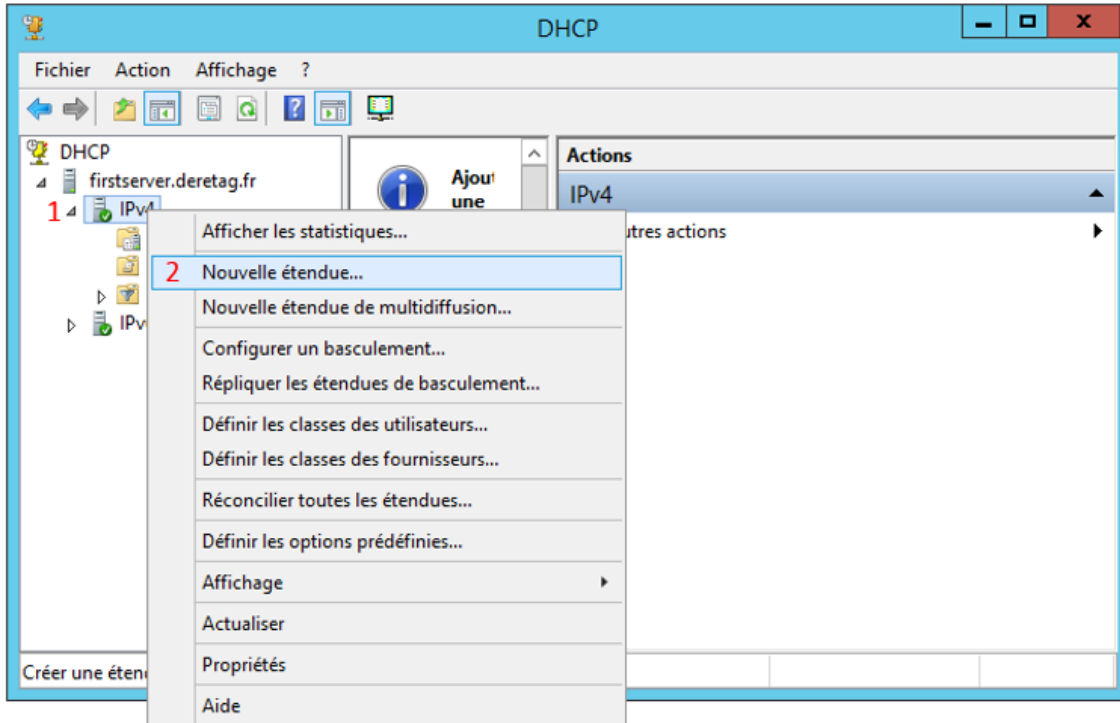 DHCP
Fichier Action Affichage ?
DHCP
firstserver.deretag.fr
1 IPv4
IPv
Ajout
une
Actions
IPv4
utres actions
Afficher les statistiques...
2 Nouvelle étendue...
Nouvelle étendue de multidiffusion...
Configurer un basculement...
Répliquer les étendues de basculement...
Définir les classes des utilisateurs...
Définir les classes des fournisseurs...
Réconcilier toutes les étendues...
Définir les options prédéfinies...
Affichage
Actualiser
Propriétés
Aide
Créer une éten